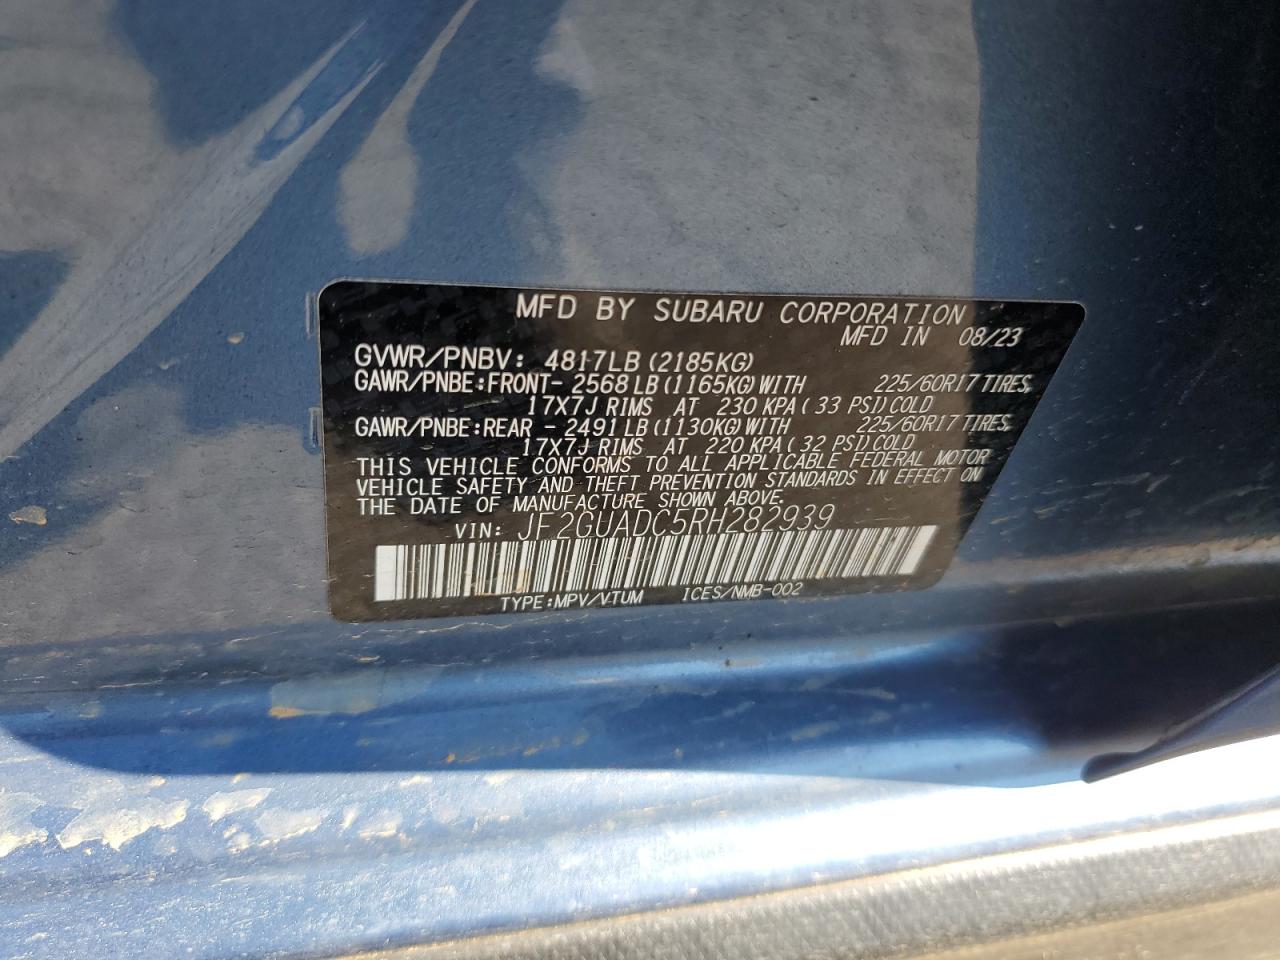 MFD BY SUBARU CORPORATION
MFD IN 08/23
GVWR/PNBV: 4817LB (2185KG)
GAWR/PNBE:FRONT- 2568 LB (1165KG) WITH 225/60R17 TIRES,
17X7J RIMS AT 230 KPA ( 33 PSI) COLD
GAWR/PNBE:REAR - 2491 LB (1130KG) WITH 225/60R17 TIRES,
17X7J RIMS AT 220 KPA ( 32 PSI) COLD
THIS VEHICLE CONFORMS TO ALL APPLICABLE FEDERAL MOTOR
VEHICLE SAFETY AND THEFT PREVENTION STANDARDS IN EFFECT ON
THE DATE OF MANUFACTURE SHOWN ABOVE.
VIN: JF2GUADC5RH282939
TYPE:MPV/VTUM ICES/NMB-002